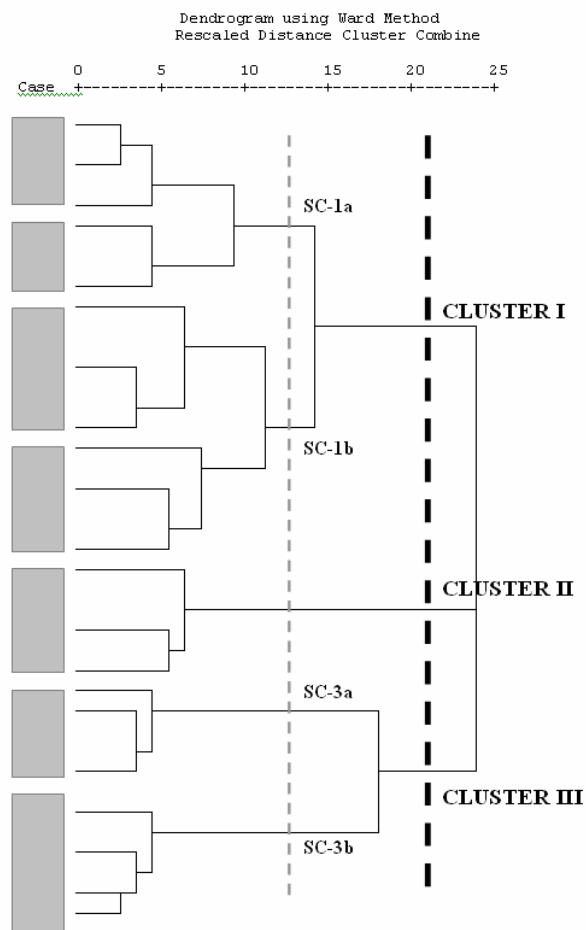 Dendrogram using Ward Method
Rescaled Distance Cluster Combine
0 5 10 15 20 25
Case +---------+---------+---------+---------+---------+
SC-1a
CLUSTER I
SC-1b
CLUSTER II
SC-3a
CLUSTER III
SC-3b